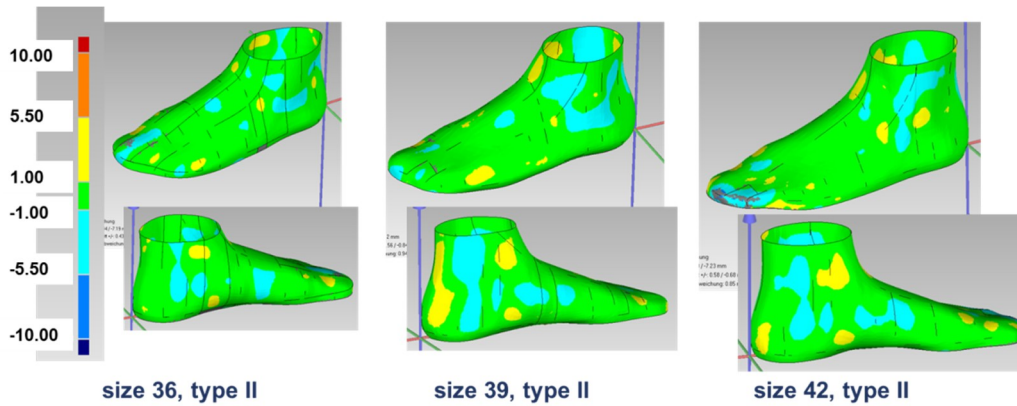 10.00
5.50
1.00
-1.00
-5.50
-10.00
size 36, type II
size 39, type II
size 42, type II